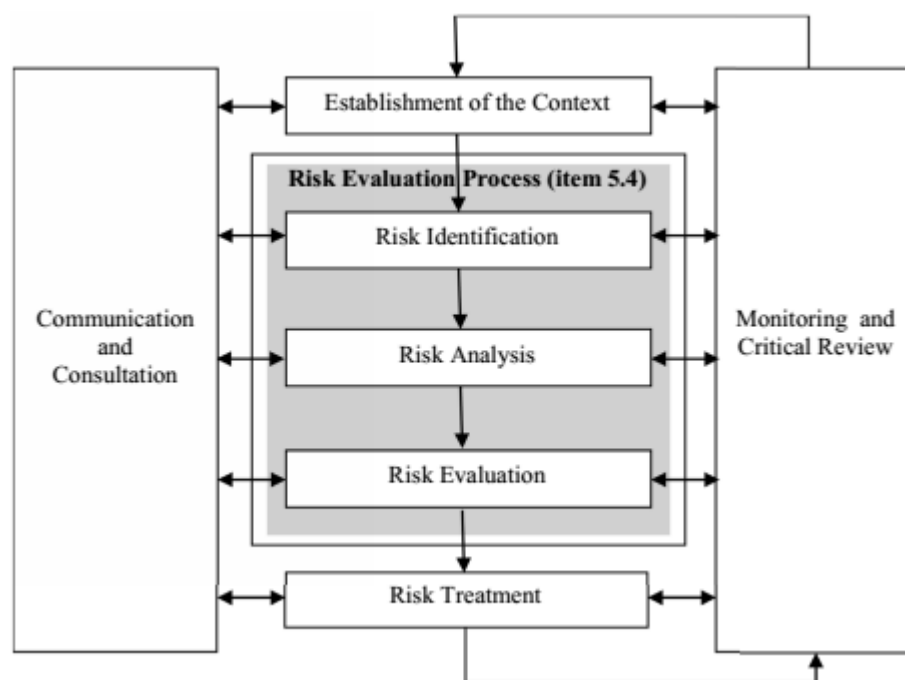 Establishment of the Context
Risk Evaluation Process (item 5.4)
Risk Identification
Communication
and
Consultation
Risk Analysis
Monitoring and
Critical Review
Risk Evaluation
Risk Treatment